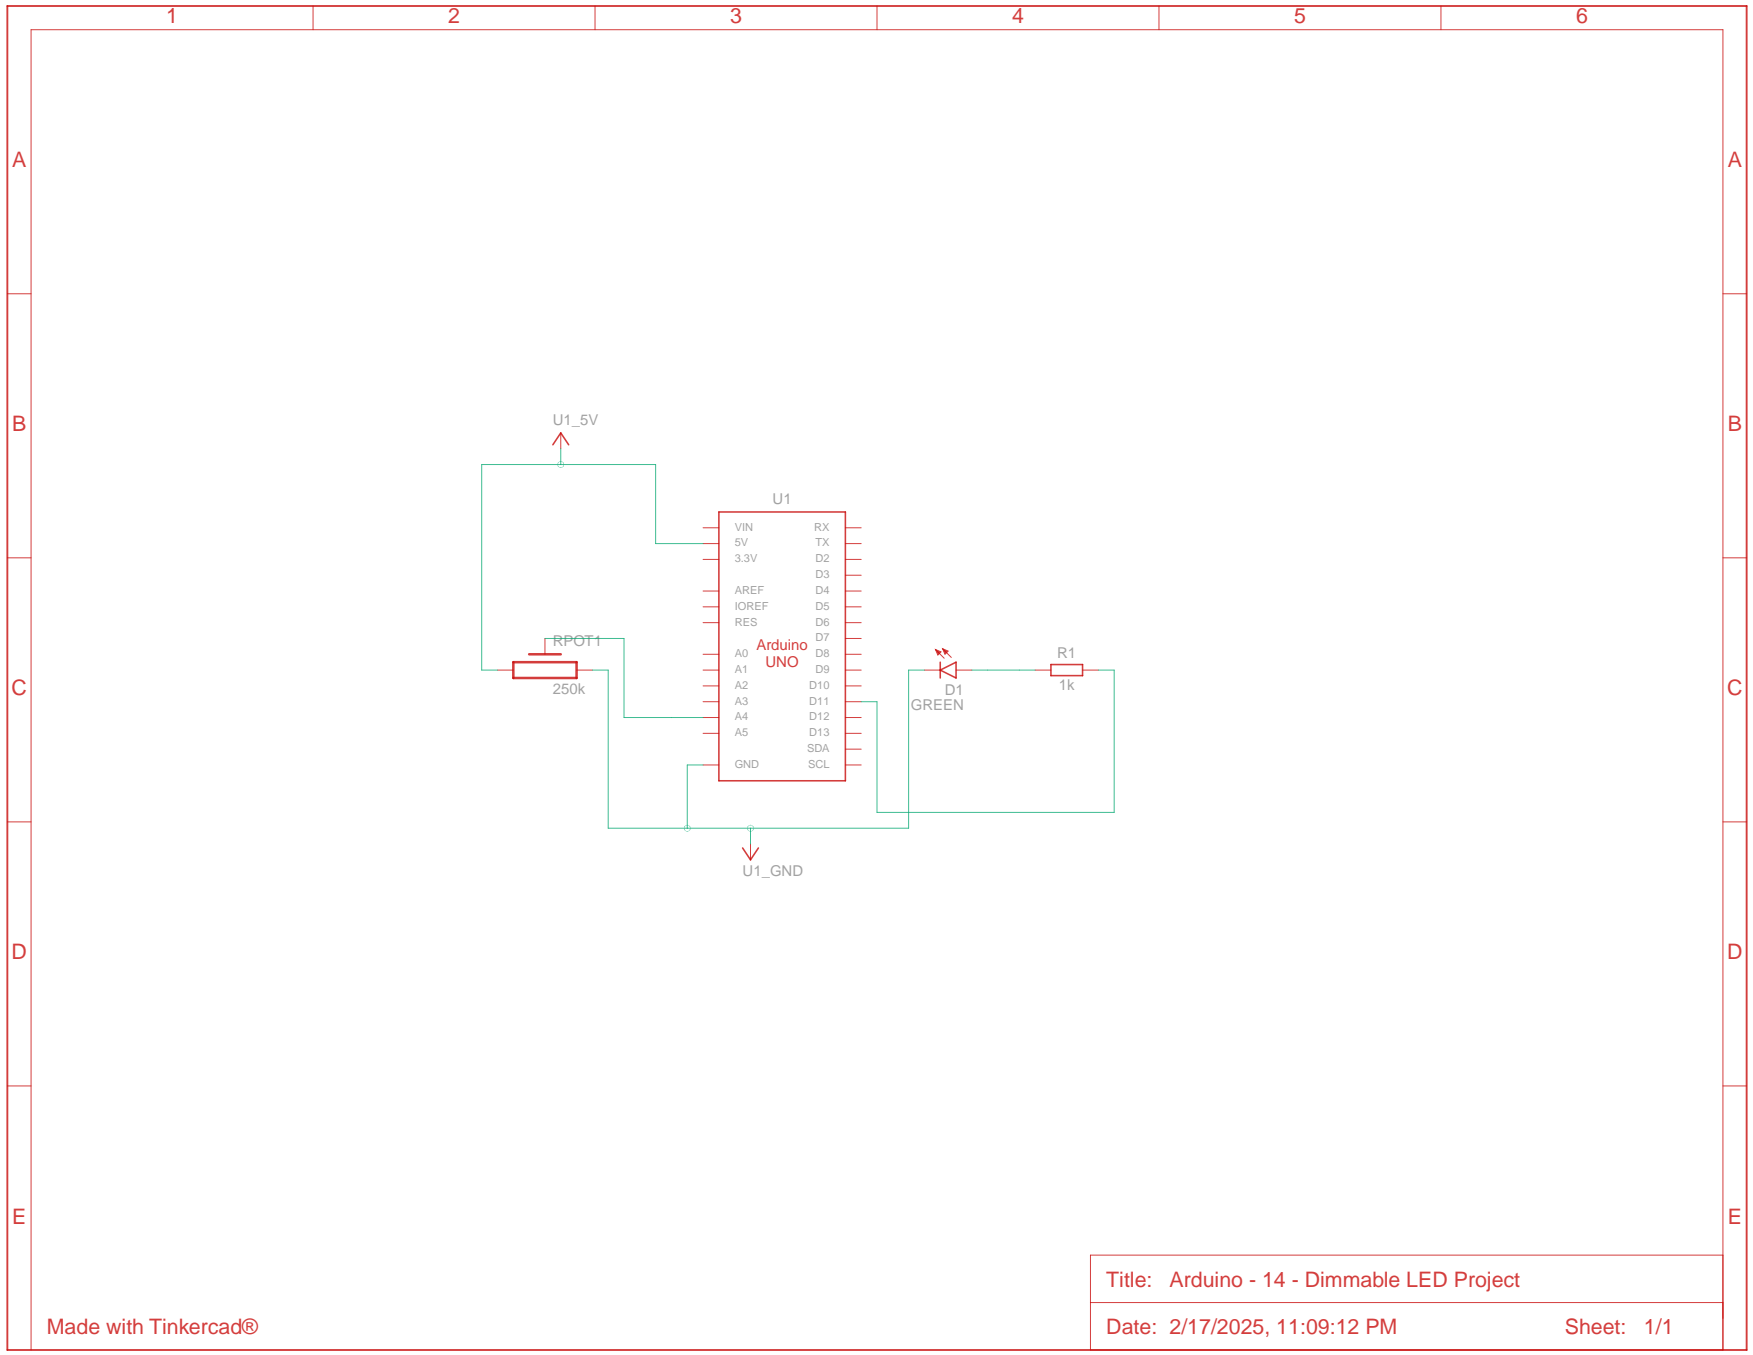 1 2 3 4 5 6
A A
B B
U1_5V
U1
VIN RX
5V TX
3.3V D2
D3
AREF D4
IOREF D5
RES D6
D7
Arduino
UNO
A0 D8
A1 D9
A2 D10
A3 D11
A4 D12
A5 D13
SDA
GND SCL
RPOT1
250k
R1
1k
D1
GREEN
C C
U1_GND
D D
E E
Title: Arduino - 14 - Dimmable LED Project
Made with Tinkercad®
Date: 2/17/2025, 11:09:12 PM Sheet: 1/1